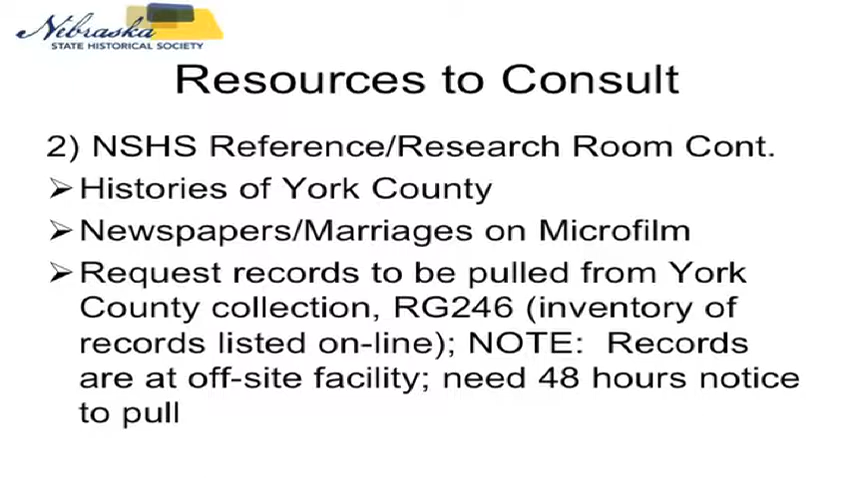 Nebraska
STATE HISTORICAL SOCIETY
Resources to Consult
2) NSHS Reference/Research Room Cont.
➢Histories of York County
➢Newspapers/Marriages on Microfilm
➢Request records to be pulled from York
County collection, RG246 (inventory of
records listed on-line); NOTE:  Records
are at off-site facility; need 48 hours notice
to pull